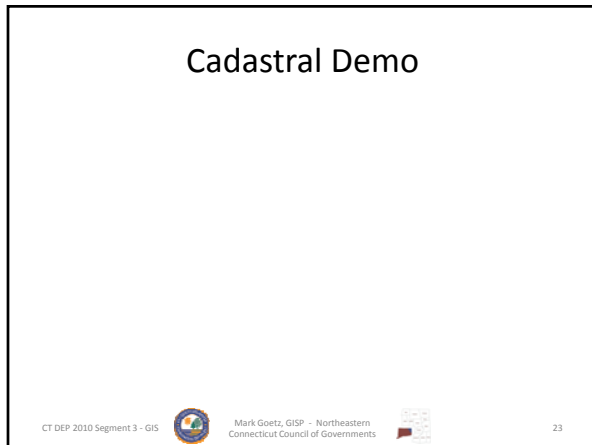 Cadastral Demo
CT DEP 2010 Segment 3 - GIS
Mark Goetz, GISP - Northeastern
Connecticut Council of Governments
23